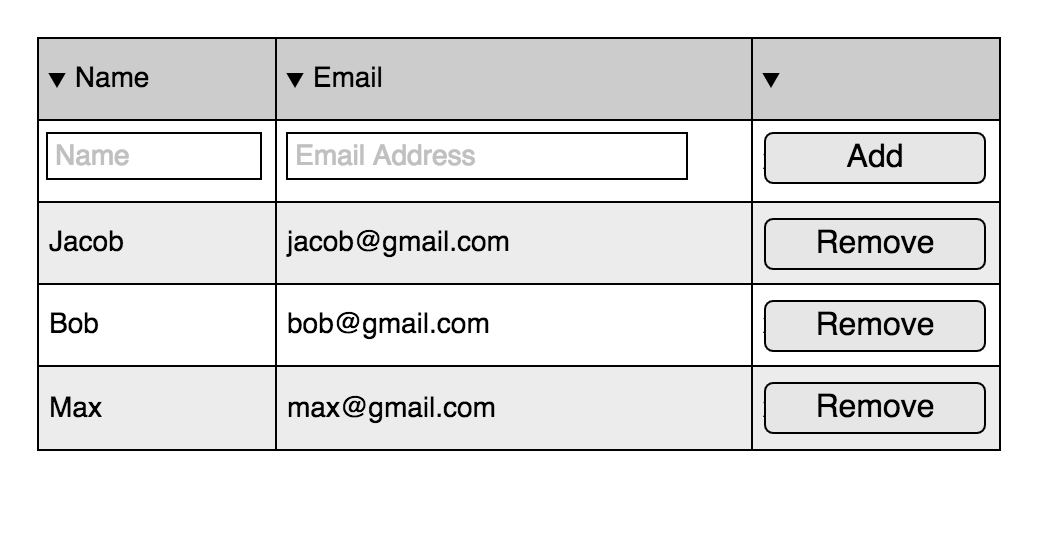 ▼ Name ▼ Email ▼
Name Email Address Add
Jacob jacob@gmail.com Remove
Bob bob@gmail.com Remove
Max max@gmail.com Remove